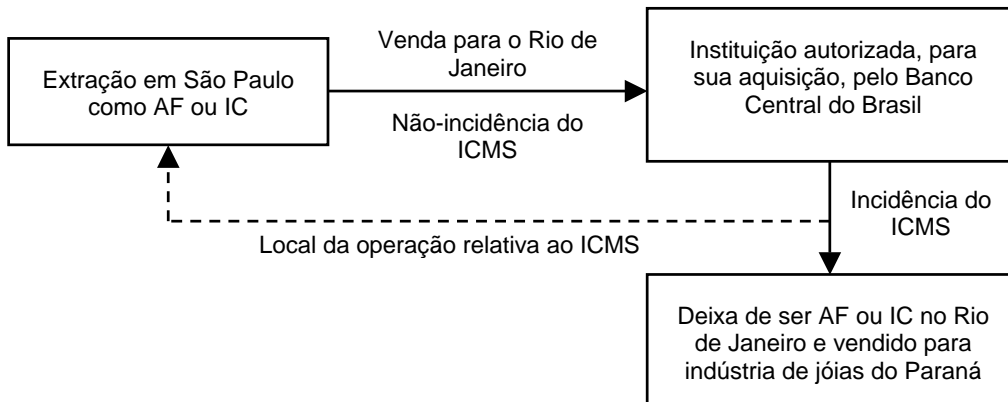 Extração em São Paulo
como AF ou IC
Venda para o Rio de
Janeiro
Não-incidência do
ICMS
Instituição autorizada, para
sua aquisição, pelo Banco
Central do Brasil
Incidência do
ICMS
Local da operação relativa ao ICMS
Deixa de ser AF ou IC no Rio
de Janeiro e vendido para
indústria de jóias do Paraná